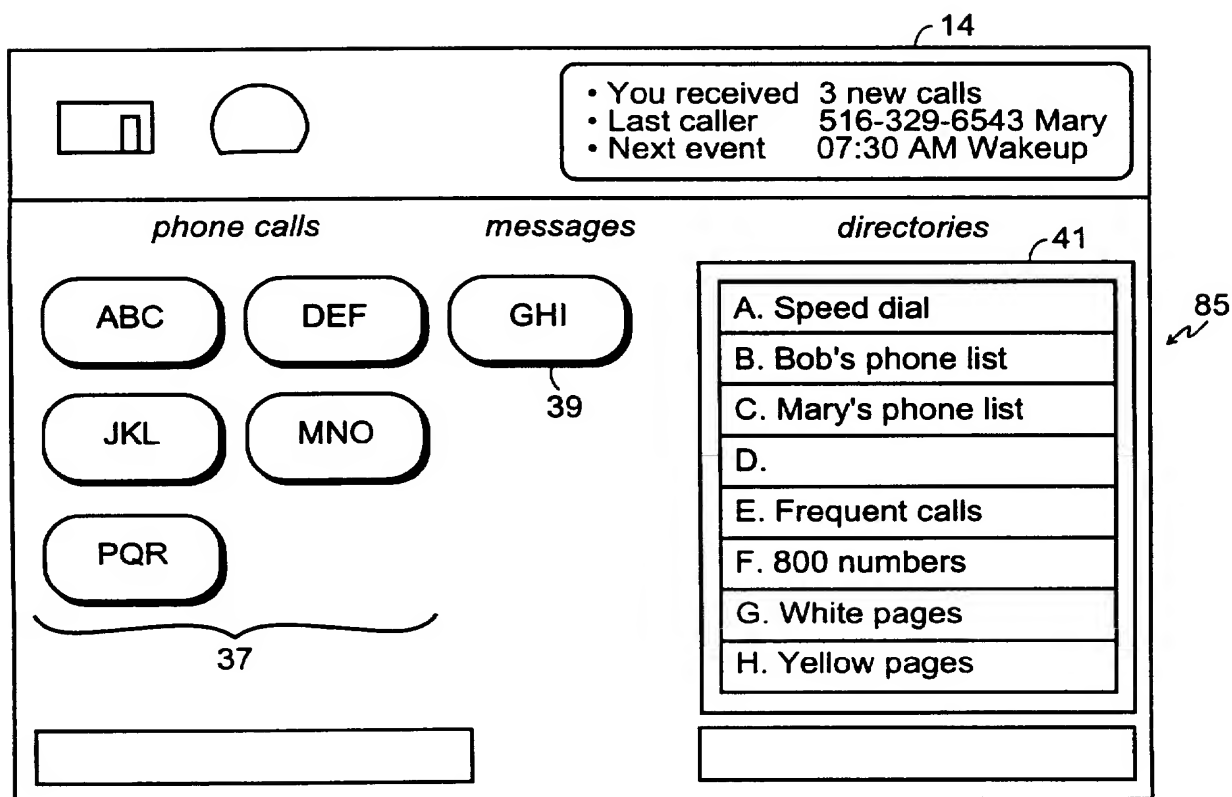 14
• You received 3 new calls
• Last caller 516-329-6543 Mary
• Next event 07:30 AM Wakeup
phone calls messages directories
41
85
ABC DEF GHI
39
JKL MNO
PQR
37
A. Speed dial
B. Bob's phone list
C. Mary's phone list
D.
E. Frequent calls
F. 800 numbers
G. White pages
H. Yellow pages